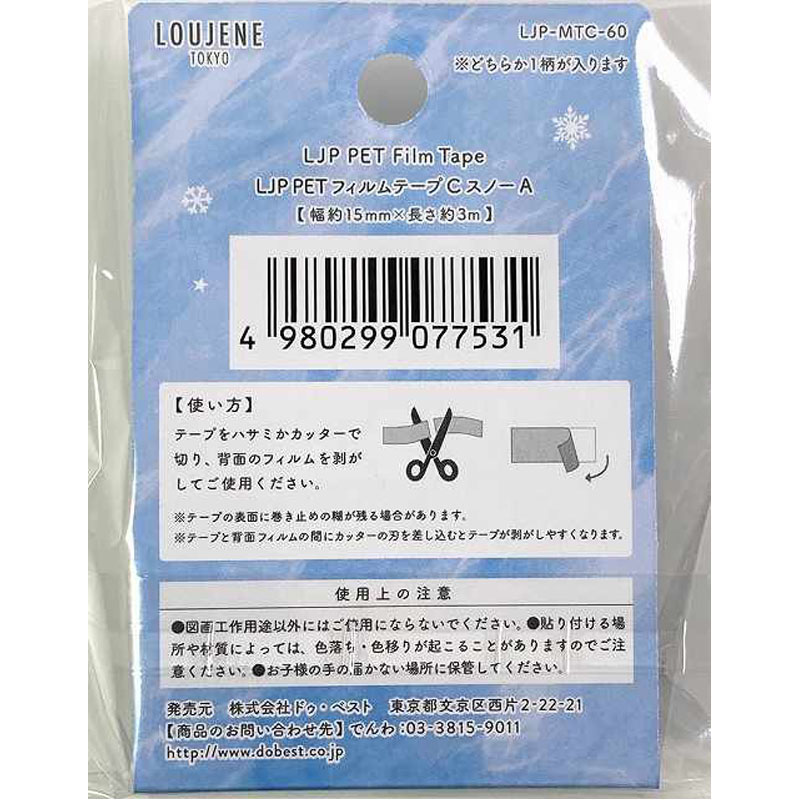 LOUJENE
TOKYO
LJP-MTC-60
※どちらか1柄が入ります
LJP PET Film Tape
LJP PETフィルムテープ C スノー A
【 幅約15mm×長さ約3m 】
4 980299 077531
【使い方】
テープをハサミかカッターで
切り、背面のフィルムを剥が
してご使用ください。
※テープの表面に巻き止めの糊が残る場合があります。
※テープと背面フィルムの間にカッターの刃を差し込むとテープが剥がしやすくなります。
使用上の注意
●図画工作用途以外にはご使用にならないでください。●貼り付ける場
所や材質によっては、色落ち・色移りが起こることがありますのでご注
意ください。●お子様の手の届かない場所に保管してください。
発売元 株式会社ドゥ・ベスト 東京都文京区西片2-22-21
【商品のお問い合わせ先】でんわ:03-3815-9011
http://www.dobest.co.jp